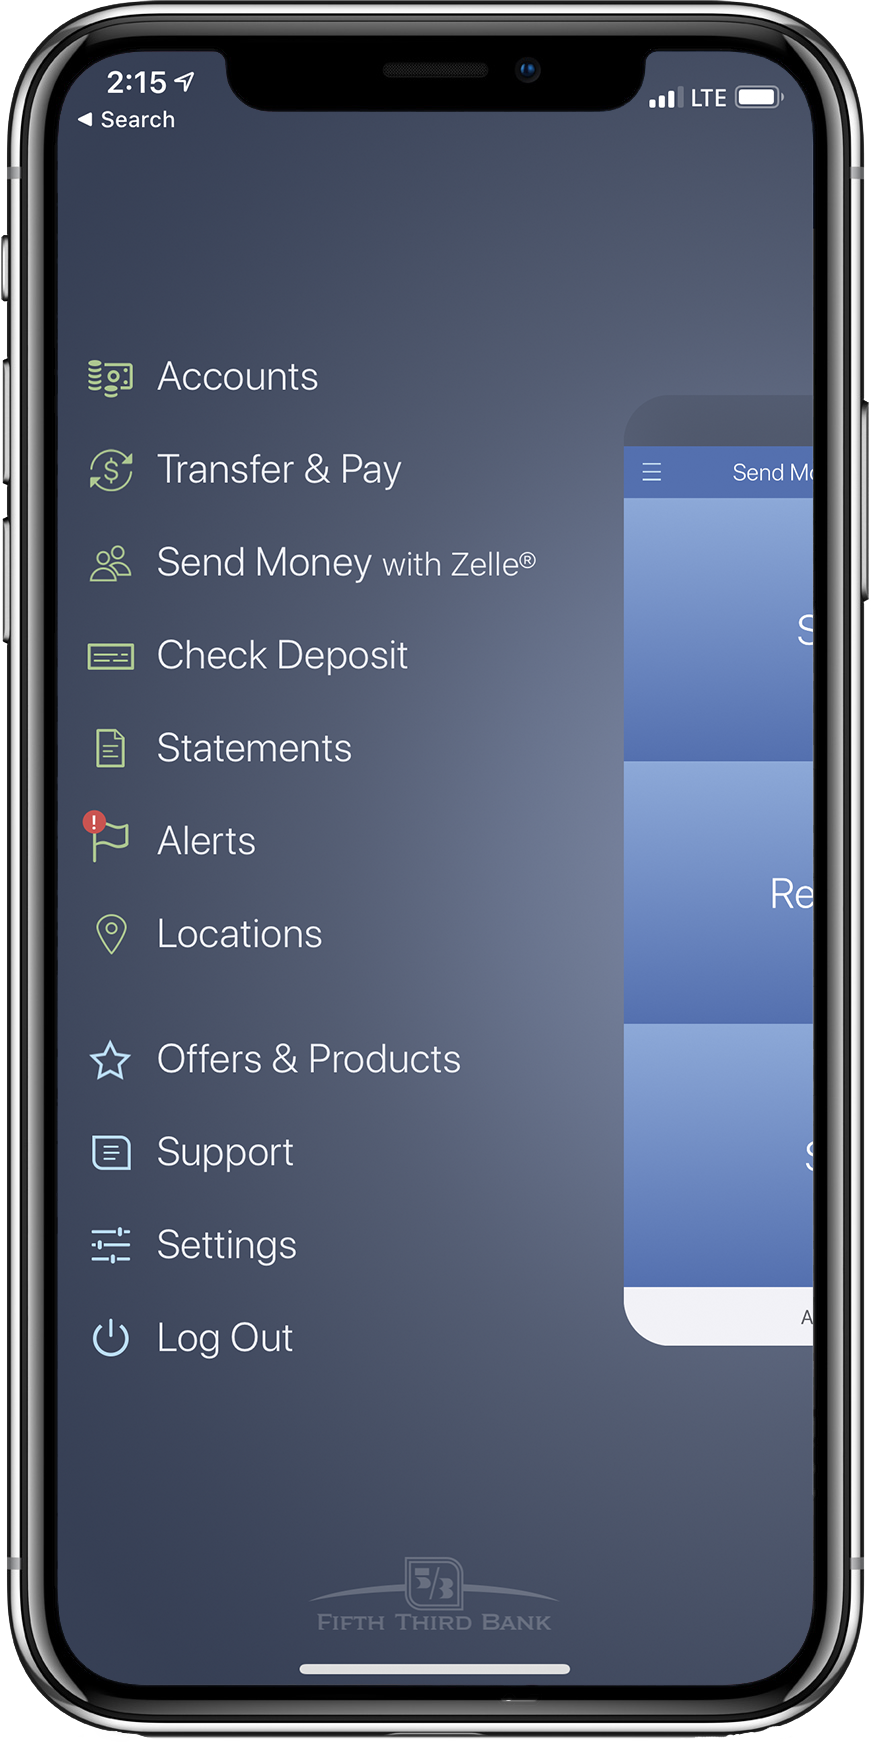 2:15
LTE
◀ Search
Accounts
Transfer & Pay
Send Money with Zelle®
Check Deposit
Statements
!
Alerts
Locations
Offers & Products
Support
Settings
Log Out
Send Mo
S
Re
S
A
5/3
FIFTH THIRD BANK